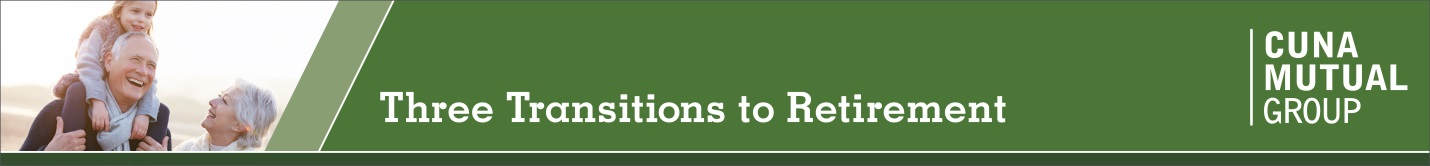 Three Transitions to Retirement
CUNA
MUTUAL
GROUP